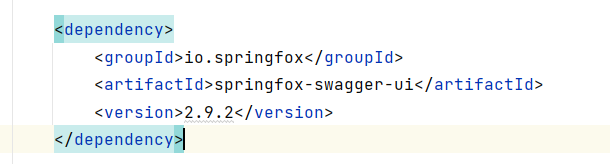 <dependency>
    <groupId>io.springfox</groupId>
    <artifactId>springfox-swagger-ui</artifactId>
    <version>2.9.2</version>
</dependency>